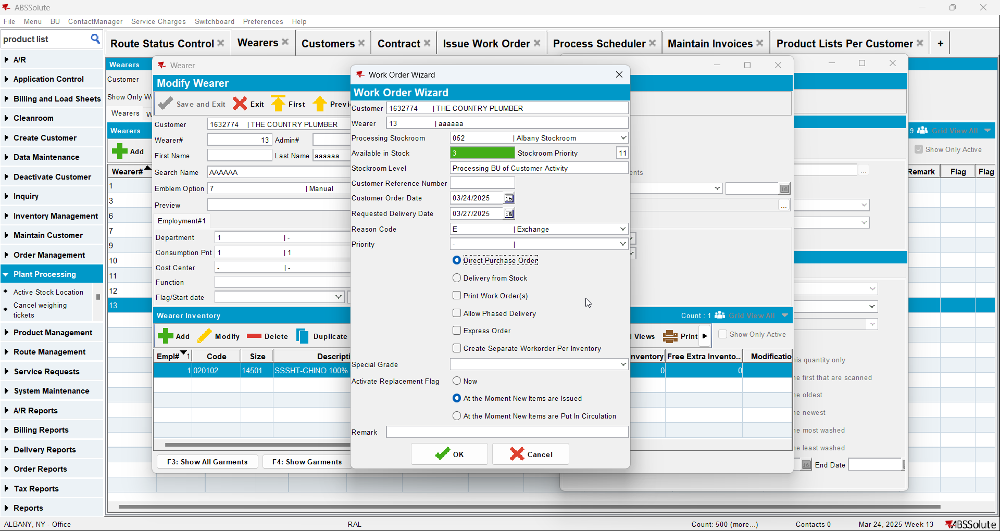 ABSSolute
File Menu BU ContactManager Service Charges Switchboard Preferences Help
product list
Route Status Control Wearers Customers Contract Issue Work Order Process Scheduler Maintain Invoices Product Lists Per Customer +
A/R
Application Control
Billing and Load Sheets
Cleanroom
Create Customer
Data Maintenance
Deactivate Customer
Inquiry
Inventory Management
Maintain Customer
Order Management
Plant Processing
Active Stock Location
Cancel weighing
tickets
Product Management
Route Management
Service Requests
System Maintenance
A/R Reports
Billing Reports
Delivery Reports
Order Reports
Tax Reports
Reports
Wearers
Customer
Show Only W
Wearers W
Wearers
Add
Wearer#
1
3
6
7
9
10
11
12
13
Wearer
Modify Wearer
Save and Exit Exit First Previ
Customer 1632774 | THE COUNTRY PLUMBER
Wearer# 13 Admin#
First Name Last Name aaaaaa
Search Name AAAAAA
Emblem Option 7 | Manual
Preview
Employment#1
Department 1 | -
Consumption Pnt 1 | 1
Cost Center - | -
Function
Flag/Start date
Wearer Inventory
Add Modify Delete Duplicate
Empl# 1 Code Size Descripti
1 020102 14501 SSSHT-CHINO 100%
F3: Show All Garments F4: Show Garments
Work Order Wizard
Work Order Wizard
Customer 1632774 | THE COUNTRY PLUMBER
Wearer 13 | aaaaaa
Processing Stockroom 052 | Albany Stockroom
Available in Stock 3 Stockroom Priority 11
Stockroom Level Processing BU of Customer Activity
Customer Reference Number
Customer Order Date 03/24/2025 16
Requested Delivery Date 03/27/2025 16
Reason Code E | Exchange
Priority - |
Direct Purchase Order
Delivery from Stock
Print Work Order(s)
Allow Phased Delivery
Express Order
Create Separate Workorder Per Inventory
Special Grade
Activate Replacement Flag Now
At the Moment New Items are Issued
At the Moment New Items are Put In Circulation
Remark
OK Cancel
ents
16
...
Count : 1 Grid View All
Views Print Show Only Active
nventory Free Extra Invento... Modificatio
0 0
...
is quantity only
e first that are scanned
e oldest
e newest
e most washed
e least washed
16 End Date
9 Grid View All
Show Only Active
Remark Flag Flag
ALBANY, NY - Office RAL Count: 500 (more...) Contacts 0 Mar 24, 2025 Week 13 ABSSolute